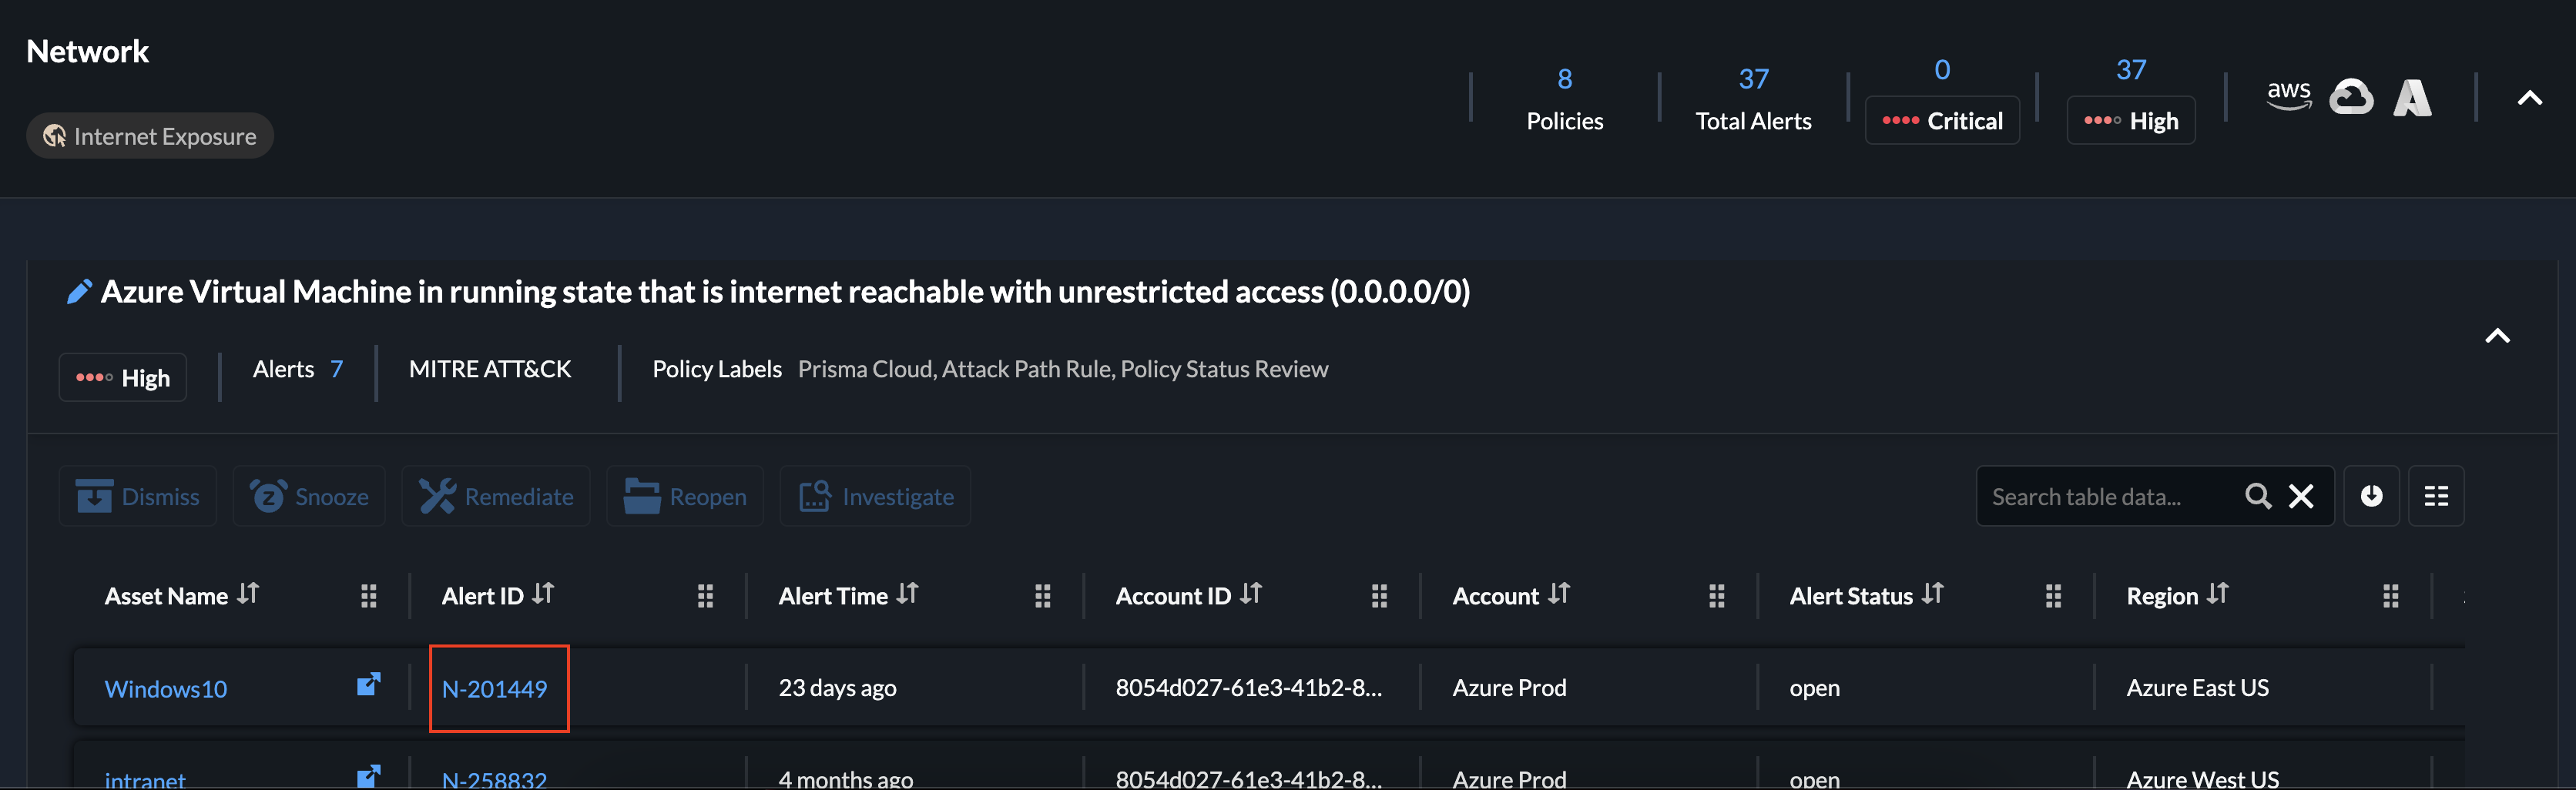 Network
Internet Exposure
8
Policies
37
Total Alerts
0
Critical
37
High
aws
Azure Virtual Machine in running state that is internet reachable with unrestricted access (0.0.0.0/0)
High
Alerts 7
MITRE ATT&CK
Policy Labels Prisma Cloud, Attack Path Rule, Policy Status Review
Dismiss Snooze Remediate Reopen Investigate
Search table data...
Asset Name Alert ID Alert Time Account ID Account Alert Status Region
Windows10 N-201449 23 days ago 8054d027-61e3-41b2-8... Azure Prod open Azure East US
intranet N-258832 4 months ago 8054d027-61e3-41b2-8... Azure Prod open Azure West US